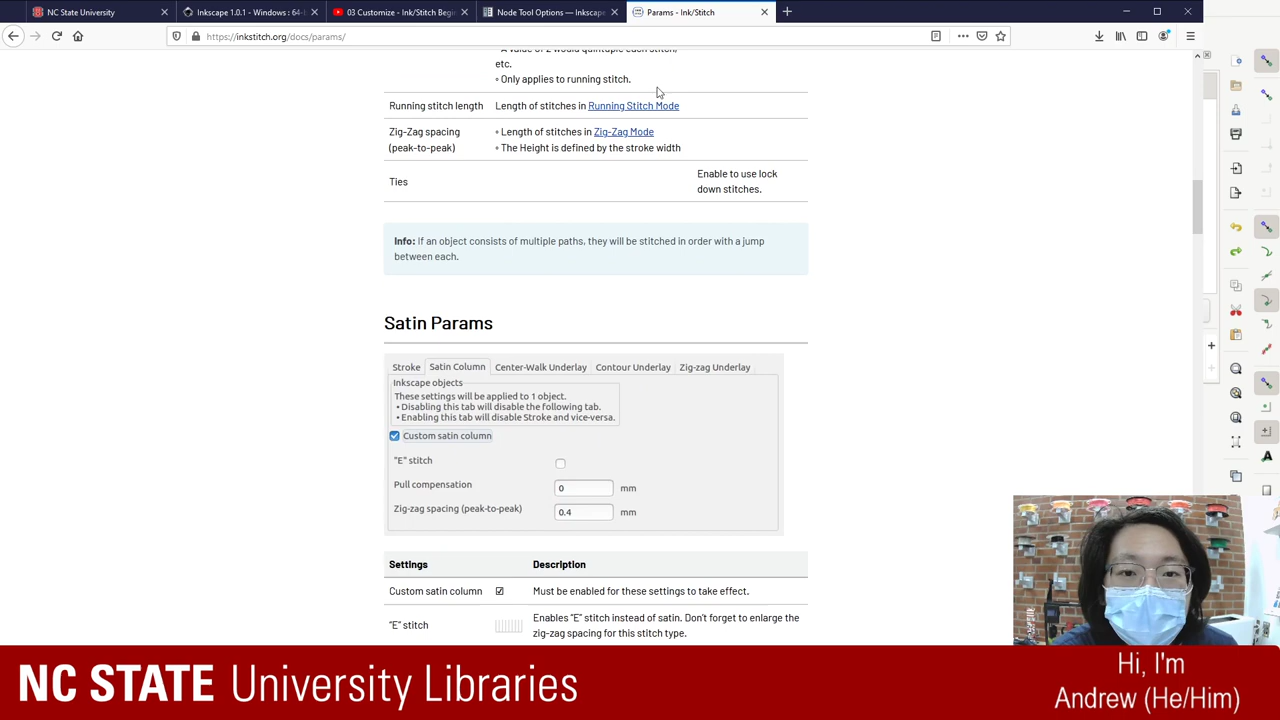 NC State University
Inkscape 1.0.1 - Windows : 64-b
03 Customize - Ink/Stitch Begin
Node Tool Options — Inkscape
Params - Ink/Stitch
https://inkstitch.org/docs/params/
◦ A value of 2 would quintuple each stitch,
etc.
◦ Only applies to running stitch.
Running stitch length
Length of stitches in Running Stitch Mode
Zig-Zag spacing
(peak-to-peak)
◦ Length of stitches in Zig-Zag Mode
◦ The Height is defined by the stroke width
Ties
Enable to use lock
down stitches.
Info: If an object consists of multiple paths, they will be stitched in order with a jump
between each.
Satin Params
Stroke Satin Column Center-Walk Underlay Contour Underlay Zig-zag Underlay
Inkscape objects
These settings will be applied to 1 object.
• Disabling this tab will disable the following tab.
• Enabling this tab will disable Stroke and vice-versa.
Custom satin column
"E" stitch
Pull compensation 0 mm
Zig-zag spacing (peak-to-peak) 0.4 mm
Settings Description
Custom satin column Must be enabled for these settings to take effect.
"E" stitch
Enables “E” stitch instead of satin. Don’t forget to enlarge the
zig-zag spacing for this stitch type.
NC STATE University Libraries
Hi, I'm
Andrew (He/Him)